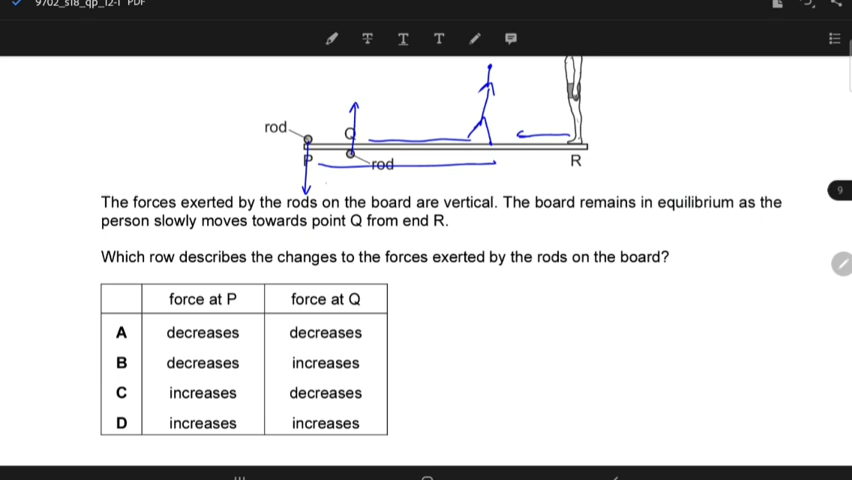 9702_s18_qp_12-1 PDF
T T T
rod
Q
P
rod
R
9
The forces exerted by the rods on the board are vertical. The board remains in equilibrium as the
person slowly moves towards point Q from end R.
Which row describes the changes to the forces exerted by the rods on the board?
force at P force at Q
A decreases decreases
B decreases increases
C increases decreases
D increases increases